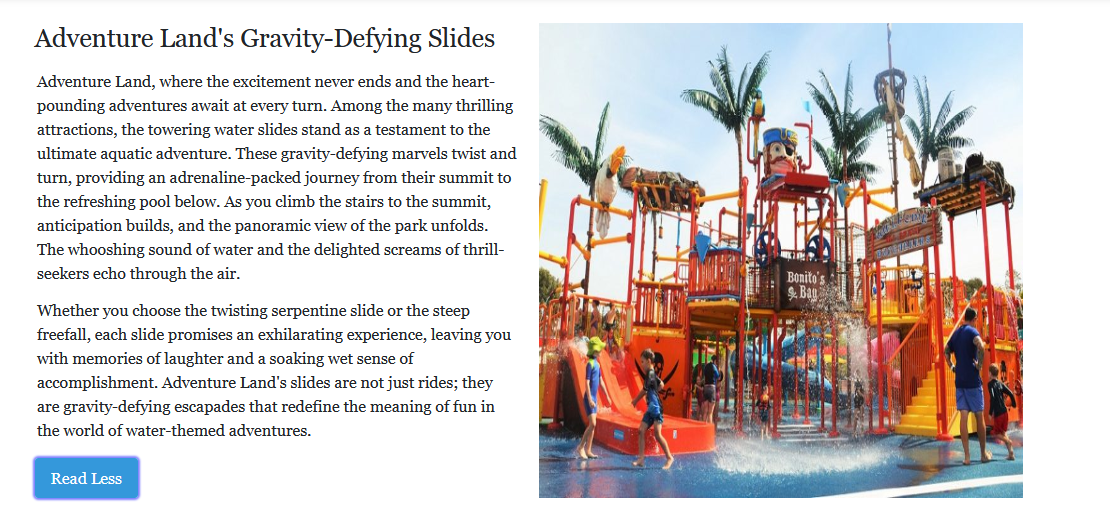 Adventure Land's Gravity-Defying Slides
Adventure Land, where the excitement never ends and the heart-
pounding adventures await at every turn. Among the many thrilling
attractions, the towering water slides stand as a testament to the
ultimate aquatic adventure. These gravity-defying marvels twist and
turn, providing an adrenaline-packed journey from their summit to
the refreshing pool below. As you climb the stairs to the summit,
anticipation builds, and the panoramic view of the park unfolds.
The whooshing sound of water and the delighted screams of thrill-
seekers echo through the air.
Whether you choose the twisting serpentine slide or the steep
freefall, each slide promises an exhilarating experience, leaving you
with memories of laughter and a soaking wet sense of
accomplishment. Adventure Land's slides are not just rides; they
are gravity-defying escapades that redefine the meaning of fun in
the world of water-themed adventures.
Read Less
Bonito's
Bay